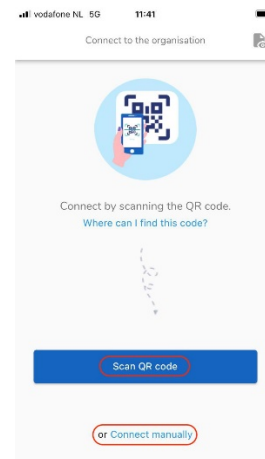 vodafone NL 5G 11:41
Connect to the organisation
Connect by scanning the QR code.
Where can I find this code?
Scan QR code
or Connect manually